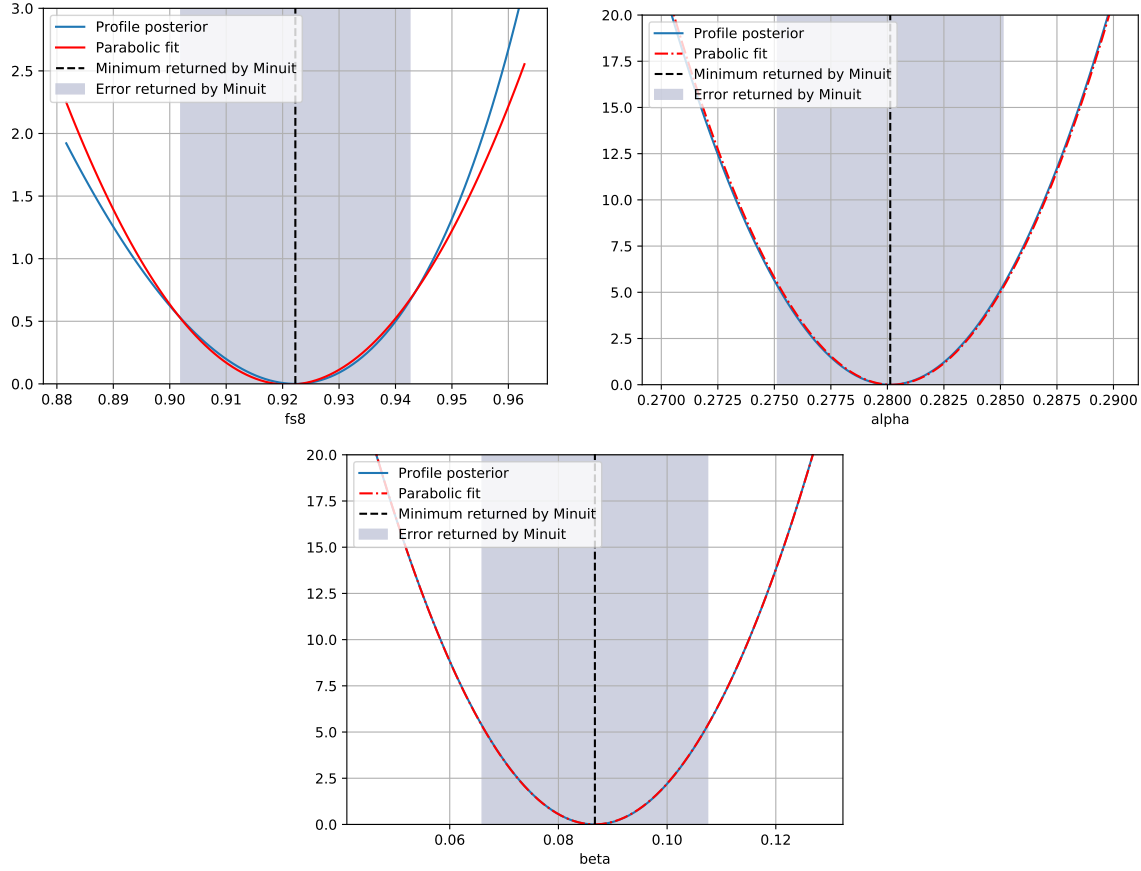 Profile posterior
Parabolic fit
Minimum returned by Minuit
Error returned by Minuit
3.0
2.5
2.0
1.5
1.0
0.5
0.0
0.88 0.89 0.90 0.91 0.92 0.93 0.94 0.95 0.96
fs8
Profile posterior
Prabolic fit
Minimum returned by Minuit
Error returned by Minuit
20.0
17.5
15.0
12.5
10.0
7.5
5.0
2.5
0.0
0.2700 0.2725 0.2750 0.2775 0.2800 0.2825 0.2850 0.2875 0.2900
alpha
Profile posterior
Parabolic fit
Minimum returned by Minuit
Error returned by Minuit
20.0
17.5
15.0
12.5
10.0
7.5
5.0
2.5
0.0
0.06 0.08 0.10 0.12
beta